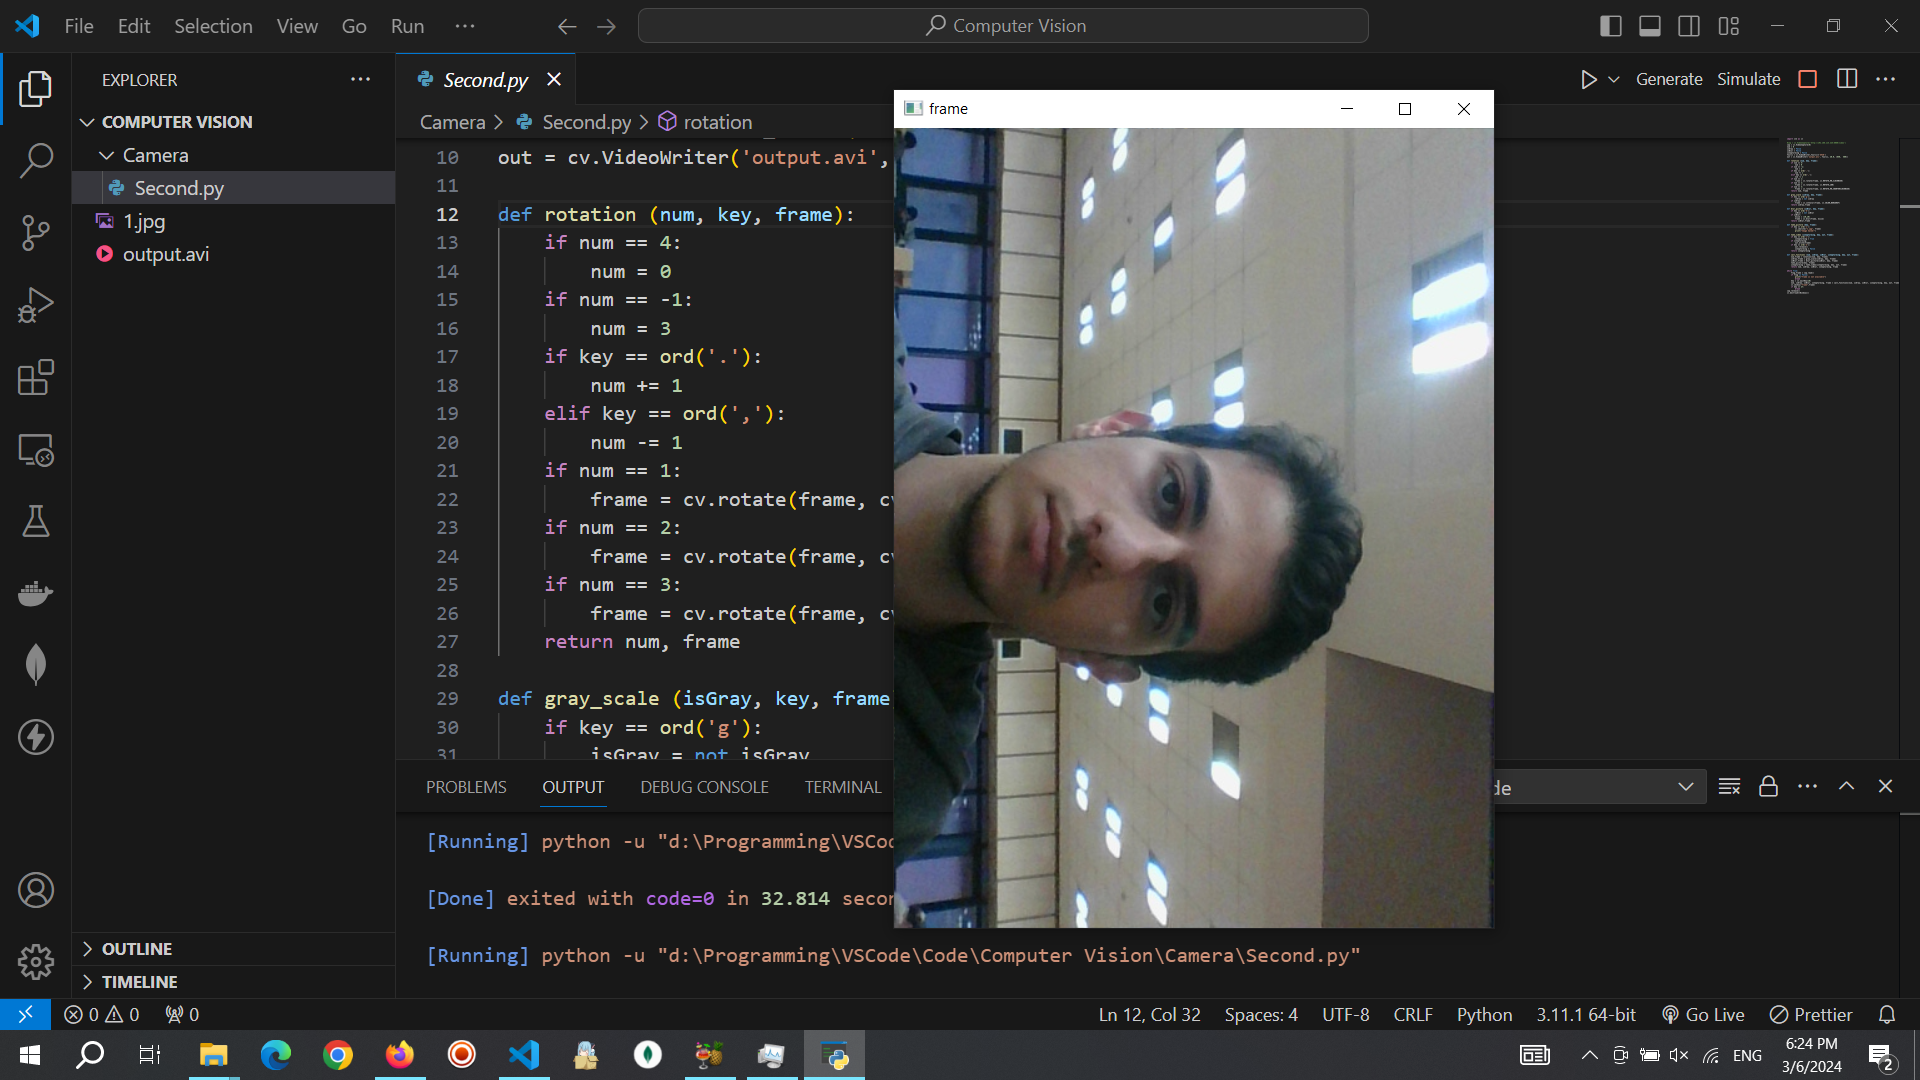 File Edit Selection View Go Run ··· Computer Vision
EXPLORER
COMPUTER VISION
Camera
Second.py
1.jpg
output.avi
OUTLINE
TIMELINE
Second.py
Generate Simulate
Camera > Second.py > rotation
10 out = cv.VideoWriter('output.avi',
11
12 def rotation (num, key, frame):
13 if num == 4:
14 num = 0
15 if num == -1:
16 num = 3
17 if key == ord('.'):
18 num += 1
19 elif key == ord(','):
20 num -= 1
21 if num == 1:
22 frame = cv.rotate(frame, cv
23 if num == 2:
24 frame = cv.rotate(frame, cv
25 if num == 3:
26 frame = cv.rotate(frame, cv
27 return num, frame
28
29 def gray_scale (isGray, key, frame
30 if key == ord('g'):
31 isGray = not isGray
frame
PROBLEMS OUTPUT DEBUG CONSOLE TERMINAL de
[Running] python -u "d:\Programming\VSCo
[Done] exited with code=0 in 32.814 secon
[Running] python -u "d:\Programming\VSCode\Code\Computer Vision\Camera\Second.py"
0 0 0 Ln 12, Col 32 Spaces: 4 UTF-8 CRLF Python 3.11.1 64-bit Go Live Prettier
ENG 6:24 PM
3/6/2024
2